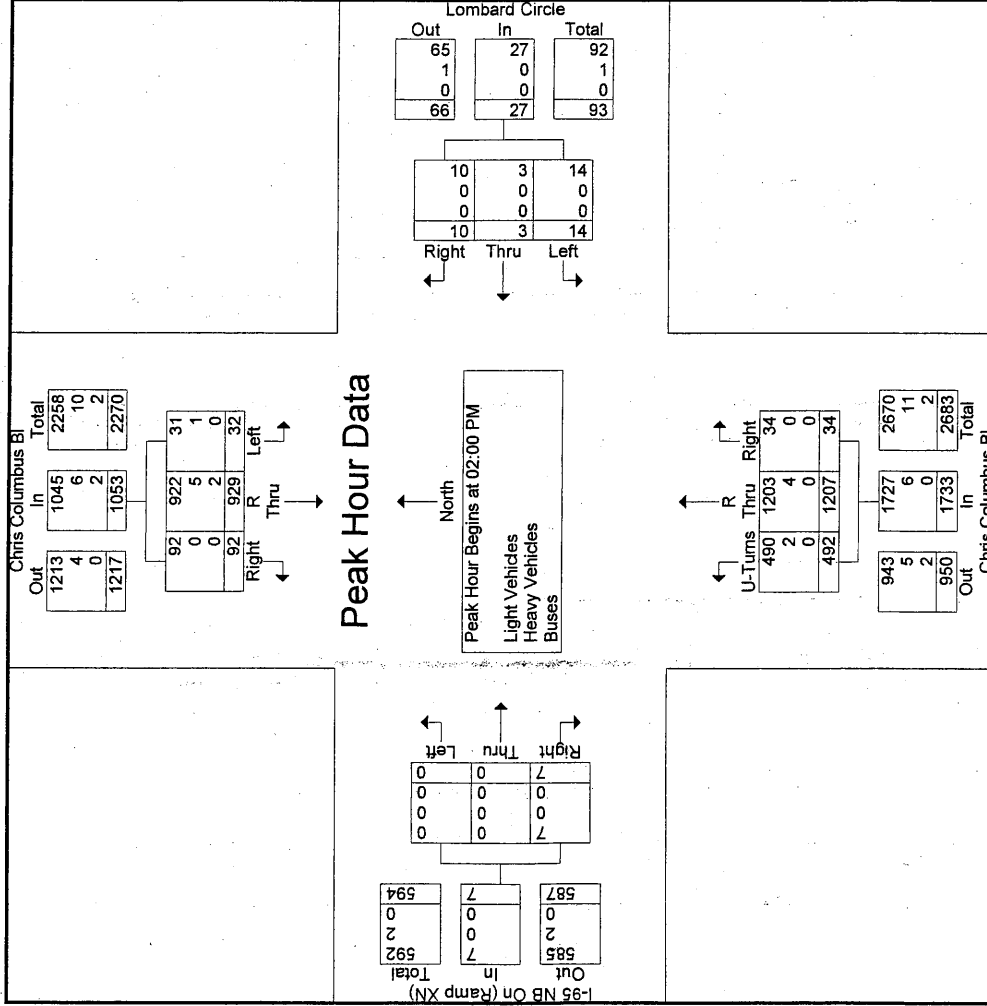 Lombard Circle
Out In Total
65 27 92
1 0 1
0 0 0
66 27 93
10 3 14
0 0 0
0 0 0
10 3 14
Right Thru Left
Chris Columbus Bl
Out In Total
1213 1045 2258
4 6 10
0 2 2
1217 1053 2270
92 922 31
0 5 1
0 2 0
92 929 32
Right R Thru Left
Peak Hour Data
North
Peak Hour Begins at 02:00 PM
Light Vehicles
Heavy Vehicles
Buses
Left Thru Right
0 0 7
0 0 0
0 0 0
0 0 7
Total In Out
592 7 585
2 0 2
0 0 0
594 7 587
I-95 NB On (Ramp XN)
U-Turns R Thru Right
490 1203 34
2 4 0
0 0 0
492 1207 34
943 1727 2670
5 6 11
2 0 2
950 1733 2683
Out In Total
Chris Columbus Bl